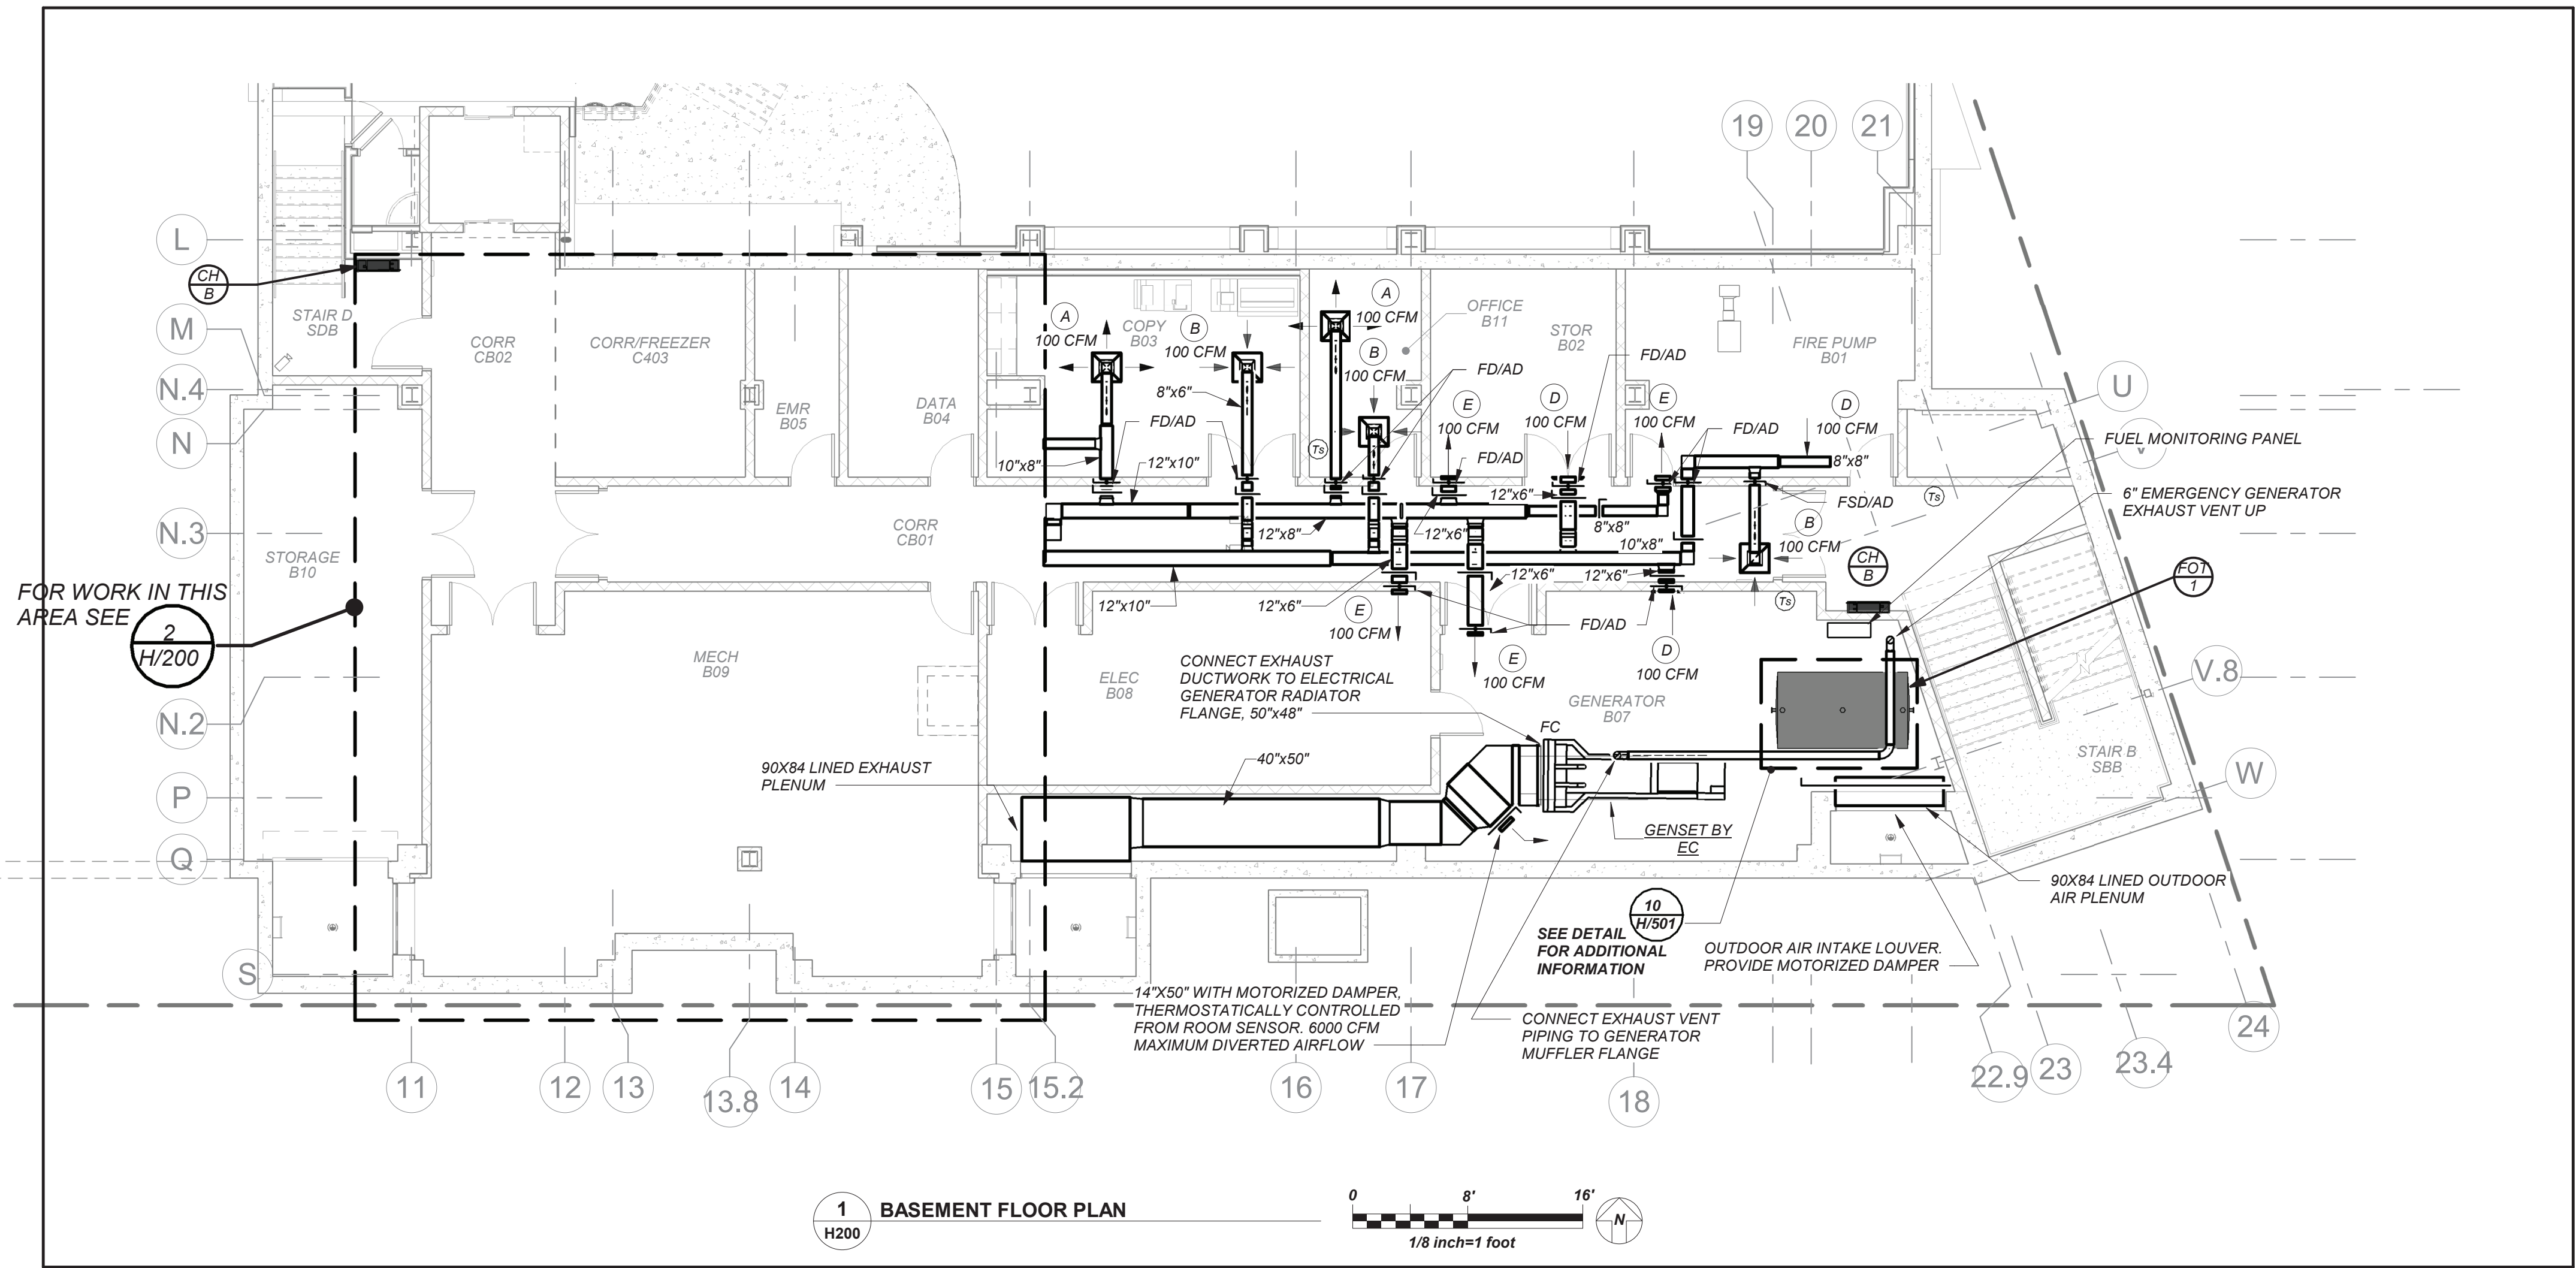 19
20
21
L
CH
B
M
N.4
N
N.3
N.2
P
Q
S
STAIR D
SDB
CORR
CB02
CORR/FREEZER
C403
EMR
B05
DATA
B04
A
100 CFM
COPY
B03
B
100 CFM
8"x6"
A
100 CFM
B
100 CFM
OFFICE
B11
STOR
B02
FIRE PUMP
B01
FD/AD
FD/AD
FD/AD
E
100 CFM
D
100 CFM
E
100 CFM
D
100 CFM
FD/AD
FD/AD
Ts
10"x8"
12"x10"
8"x8"
12"x6"
FSD/AD
Ts
U
V
FUEL MONITORING PANEL
6" EMERGENCY GENERATOR
EXHAUST VENT UP
STORAGE
B10
CORR
CB01
12"x8"
12"x6"
8"x8"
10"x8"
B
100 CFM
CH
B
FOT
1
FOR WORK IN THIS
AREA SEE
2
H/200
12"x10"
12"x6"
12"x6"
12"x6"
Ts
E
100 CFM
FD/AD
MECH
B09
ELEC
B08
CONNECT EXHAUST
DUCTWORK TO ELECTRICAL
GENERATOR RADIATOR
FLANGE, 50"x48"
E
100 CFM
D
100 CFM
V.8
GENERATOR
B07
FC
STAIR B
SBB
W
90X84 LINED EXHAUST
PLENUM
40"x50"
GENSET BY
EC
90X84 LINED OUTDOOR
AIR PLENUM
10
H/501
SEE DETAIL
FOR ADDITIONAL
INFORMATION
OUTDOOR AIR INTAKE LOUVER.
PROVIDE MOTORIZED DAMPER
14"X50" WITH MOTORIZED DAMPER,
THERMOSTATICALLY CONTROLLED
FROM ROOM SENSOR. 6000 CFM
MAXIMUM DIVERTED AIRFLOW
CONNECT EXHAUST VENT
PIPING TO GENERATOR
MUFFLER FLANGE
11
12
13
13.8
14
15
15.2
16
17
18
22.9
23
23.4
24
1
H200
BASEMENT FLOOR PLAN
0
8'
16'
1/8 inch=1 foot
N